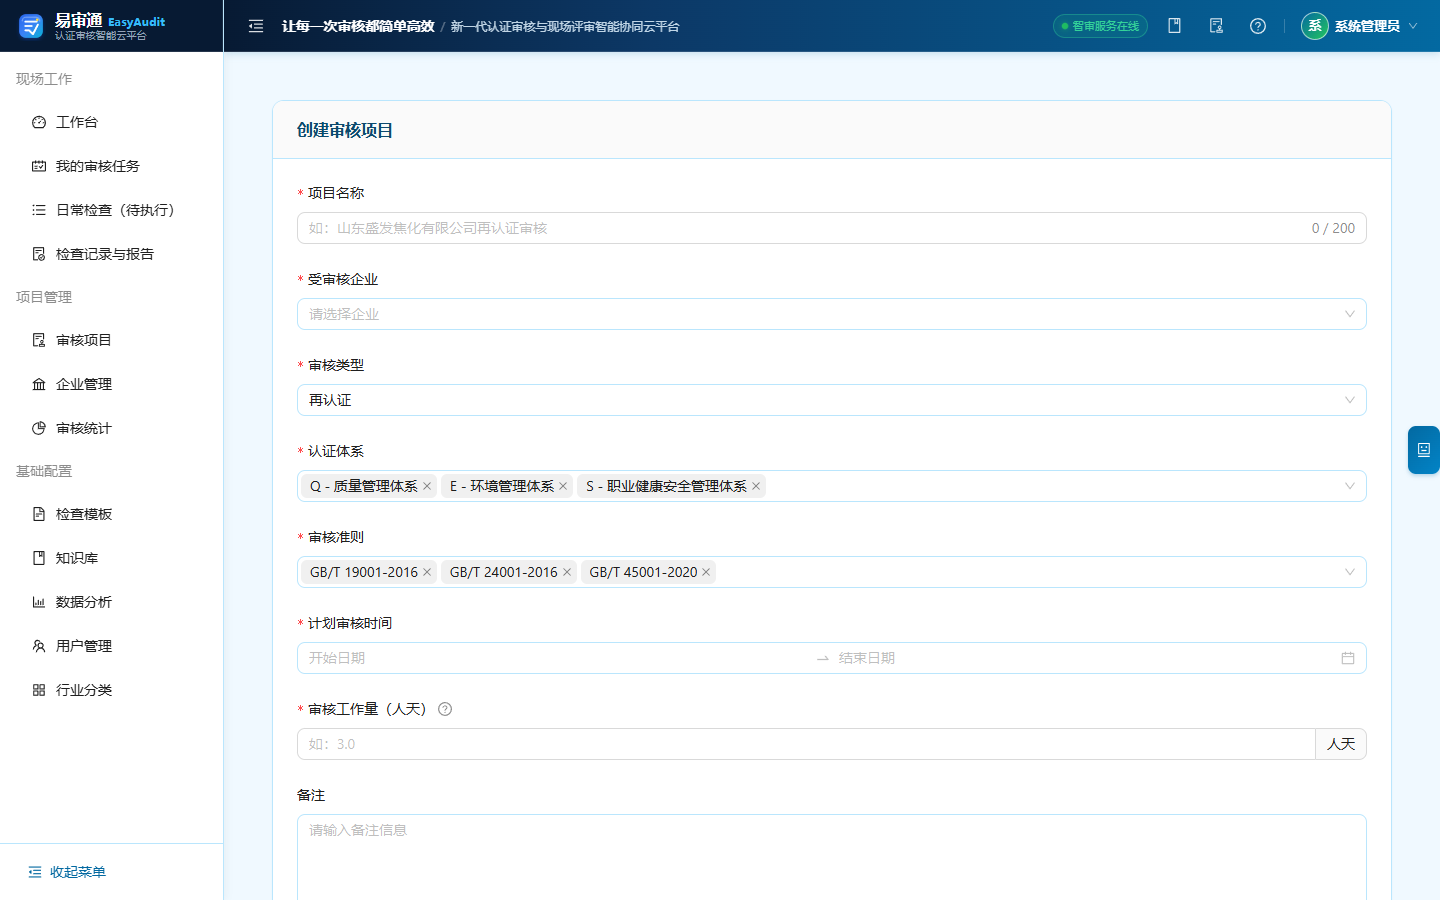 易审通 EasyAudit
认证审核智能云平台
让每一次审核都简单高效 / 新一代认证审核与现场评审智能协同云平台
智审服务在线
系 系统管理员
现场工作
工作台
我的审核任务
日常检查（待执行）
检查记录与报告
项目管理
审核项目
企业管理
审核统计
基础配置
检查模板
知识库
数据分析
用户管理
行业分类
收起菜单
创建审核项目
* 项目名称
如：山东盛发焦化有限公司再认证审核 0 / 200
* 受审核企业
请选择企业
* 审核类型
再认证
* 认证体系
Q - 质量管理体系 E - 环境管理体系 S - 职业健康安全管理体系
* 审核准则
GB/T 19001-2016 GB/T 24001-2016 GB/T 45001-2020
* 计划审核时间
开始日期 结束日期
* 审核工作量（人天）
如：3.0 人天
备注
请输入备注信息